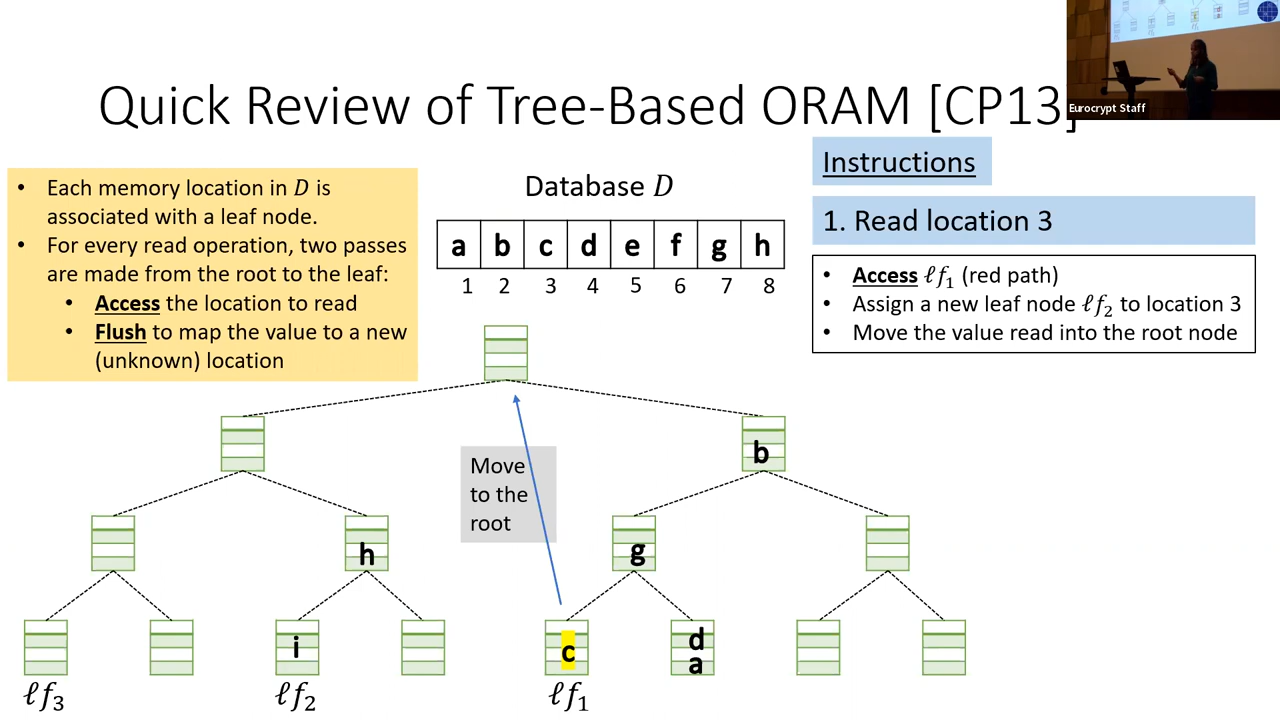 Quick Review of Tree-Based ORAM [CP13]
Eurocrypt Staff
• Each memory location in D is
associated with a leaf node.
• For every read operation, two passes
are made from the root to the leaf:
• Access the location to read
• Flush to map the value to a new
(unknown) location
Database D
a b c d e f g h
1 2 3 4 5 6 7 8
Instructions
1. Read location 3
• Access ℓf₁ (red path)
• Assign a new leaf node ℓf₂ to location 3
• Move the value read into the root node
b
Move
to the
root
h
g
i
c
d
a
ℓf₃
ℓf₂
ℓf₁